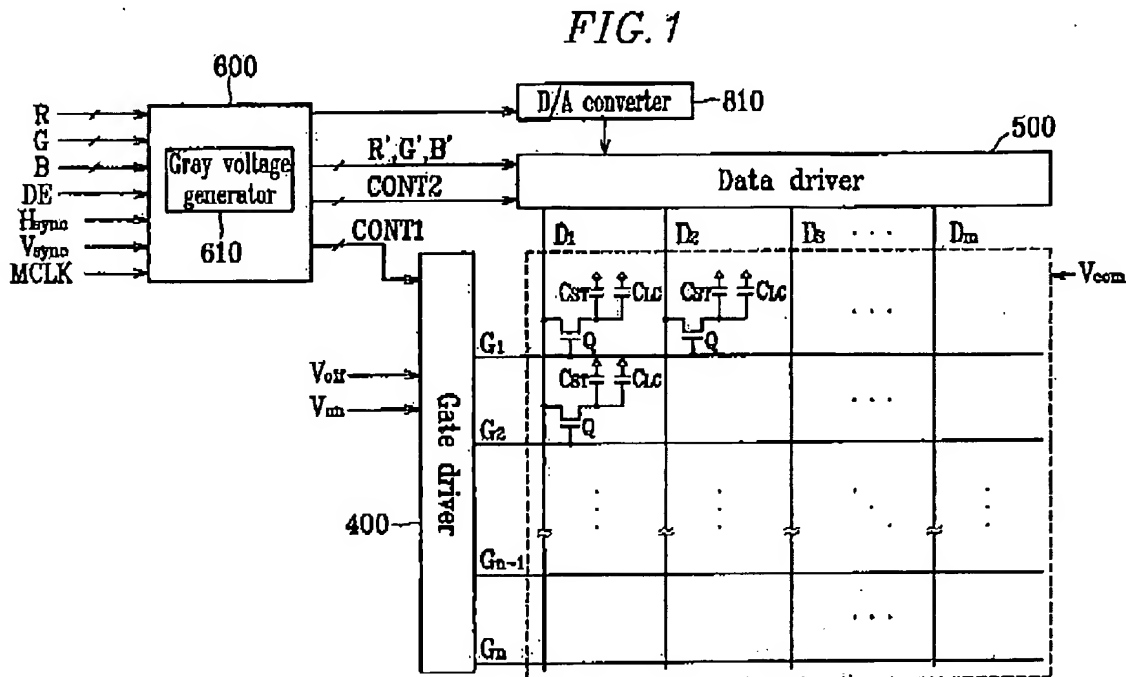 FIG. 1
600
R
G
B
DE
Hsync
Vsync
MCLK
Gray voltage
generator
610
D/A converter
810
R',G',B'
CONT2
CONT1
500
Data driver
D1
D2
D3
...
Dm
Vcom
CST
CLC
CST
CLC
...
G1
Q
Q
Voff
CST
CLC
...
G2
Q
Gate driver
400
Gn-1
...
Gn